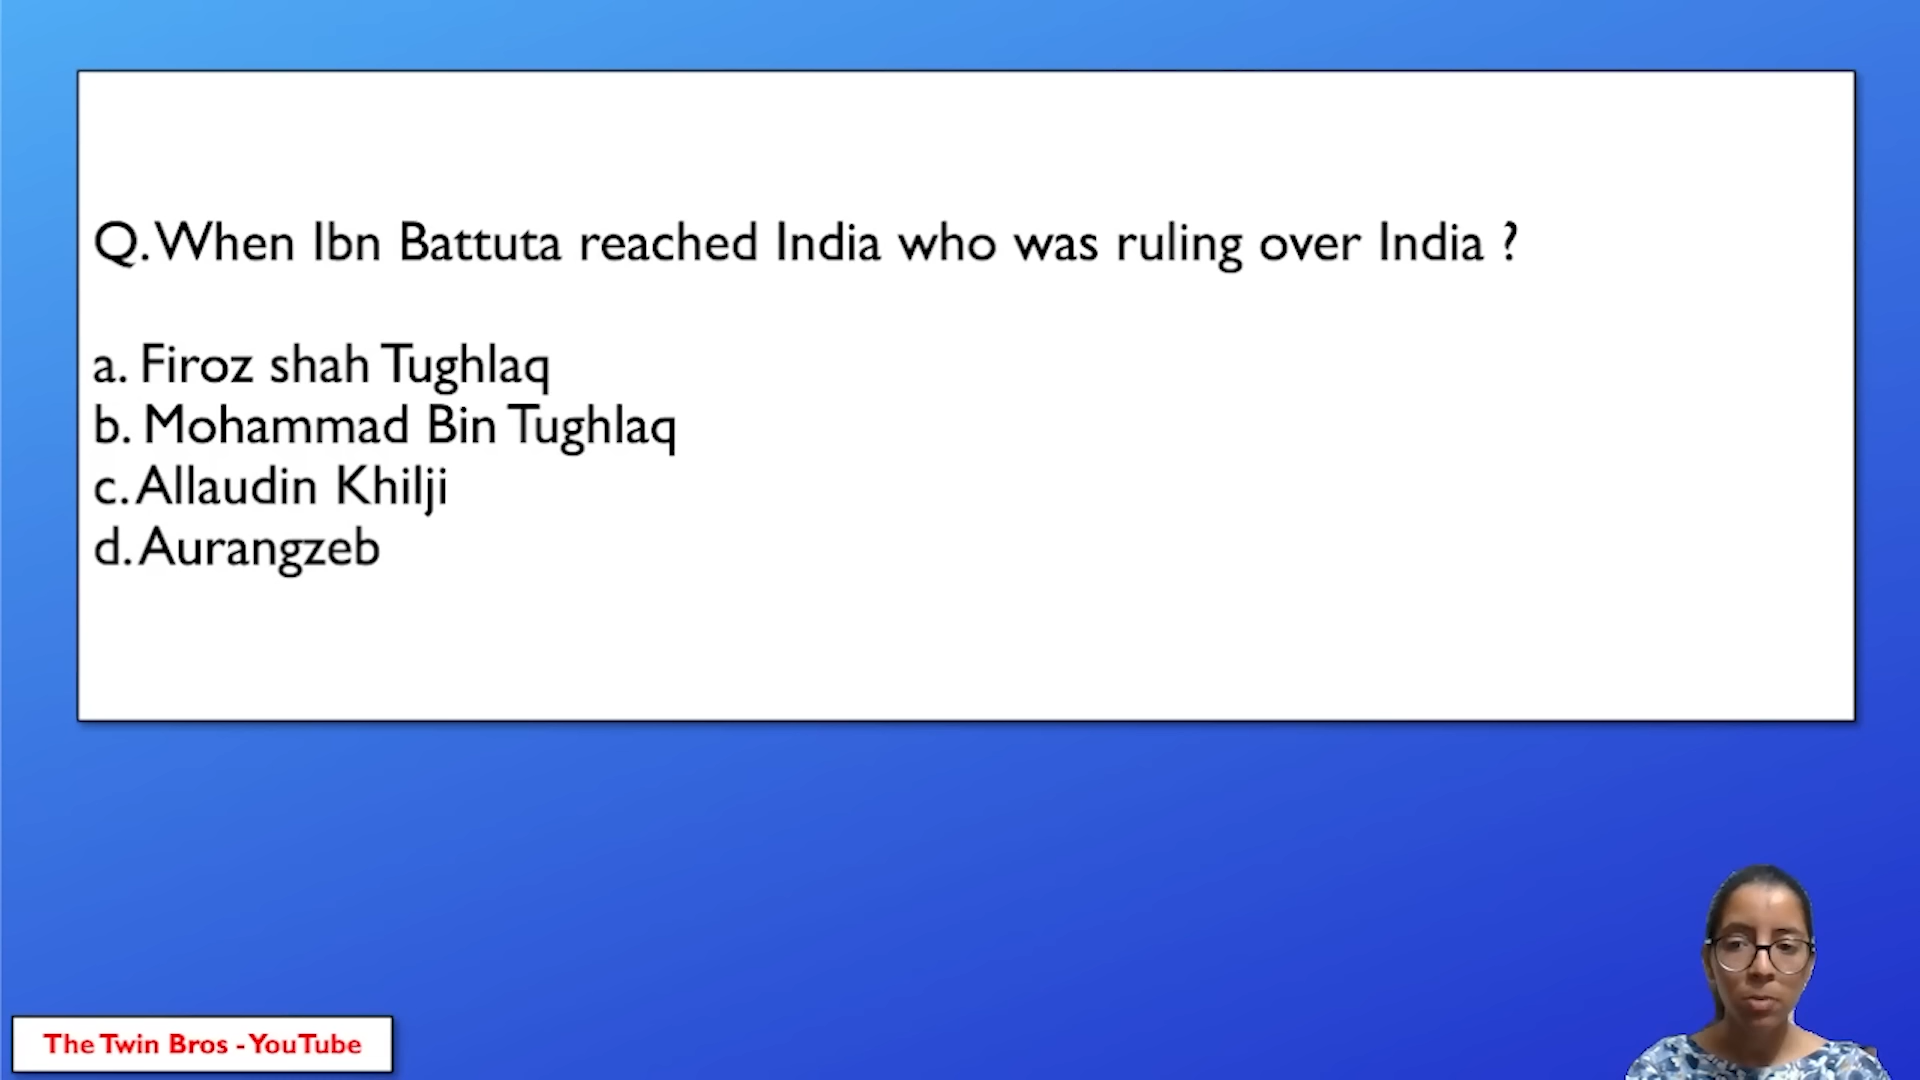 Q. When Ibn Battuta reached India who was ruling over India ?
a. Firoz shah Tughlaq
b. Mohammad Bin Tughlaq
c. Allaudin Khilji
d. Aurangzeb
The Twin Bros - YouTube